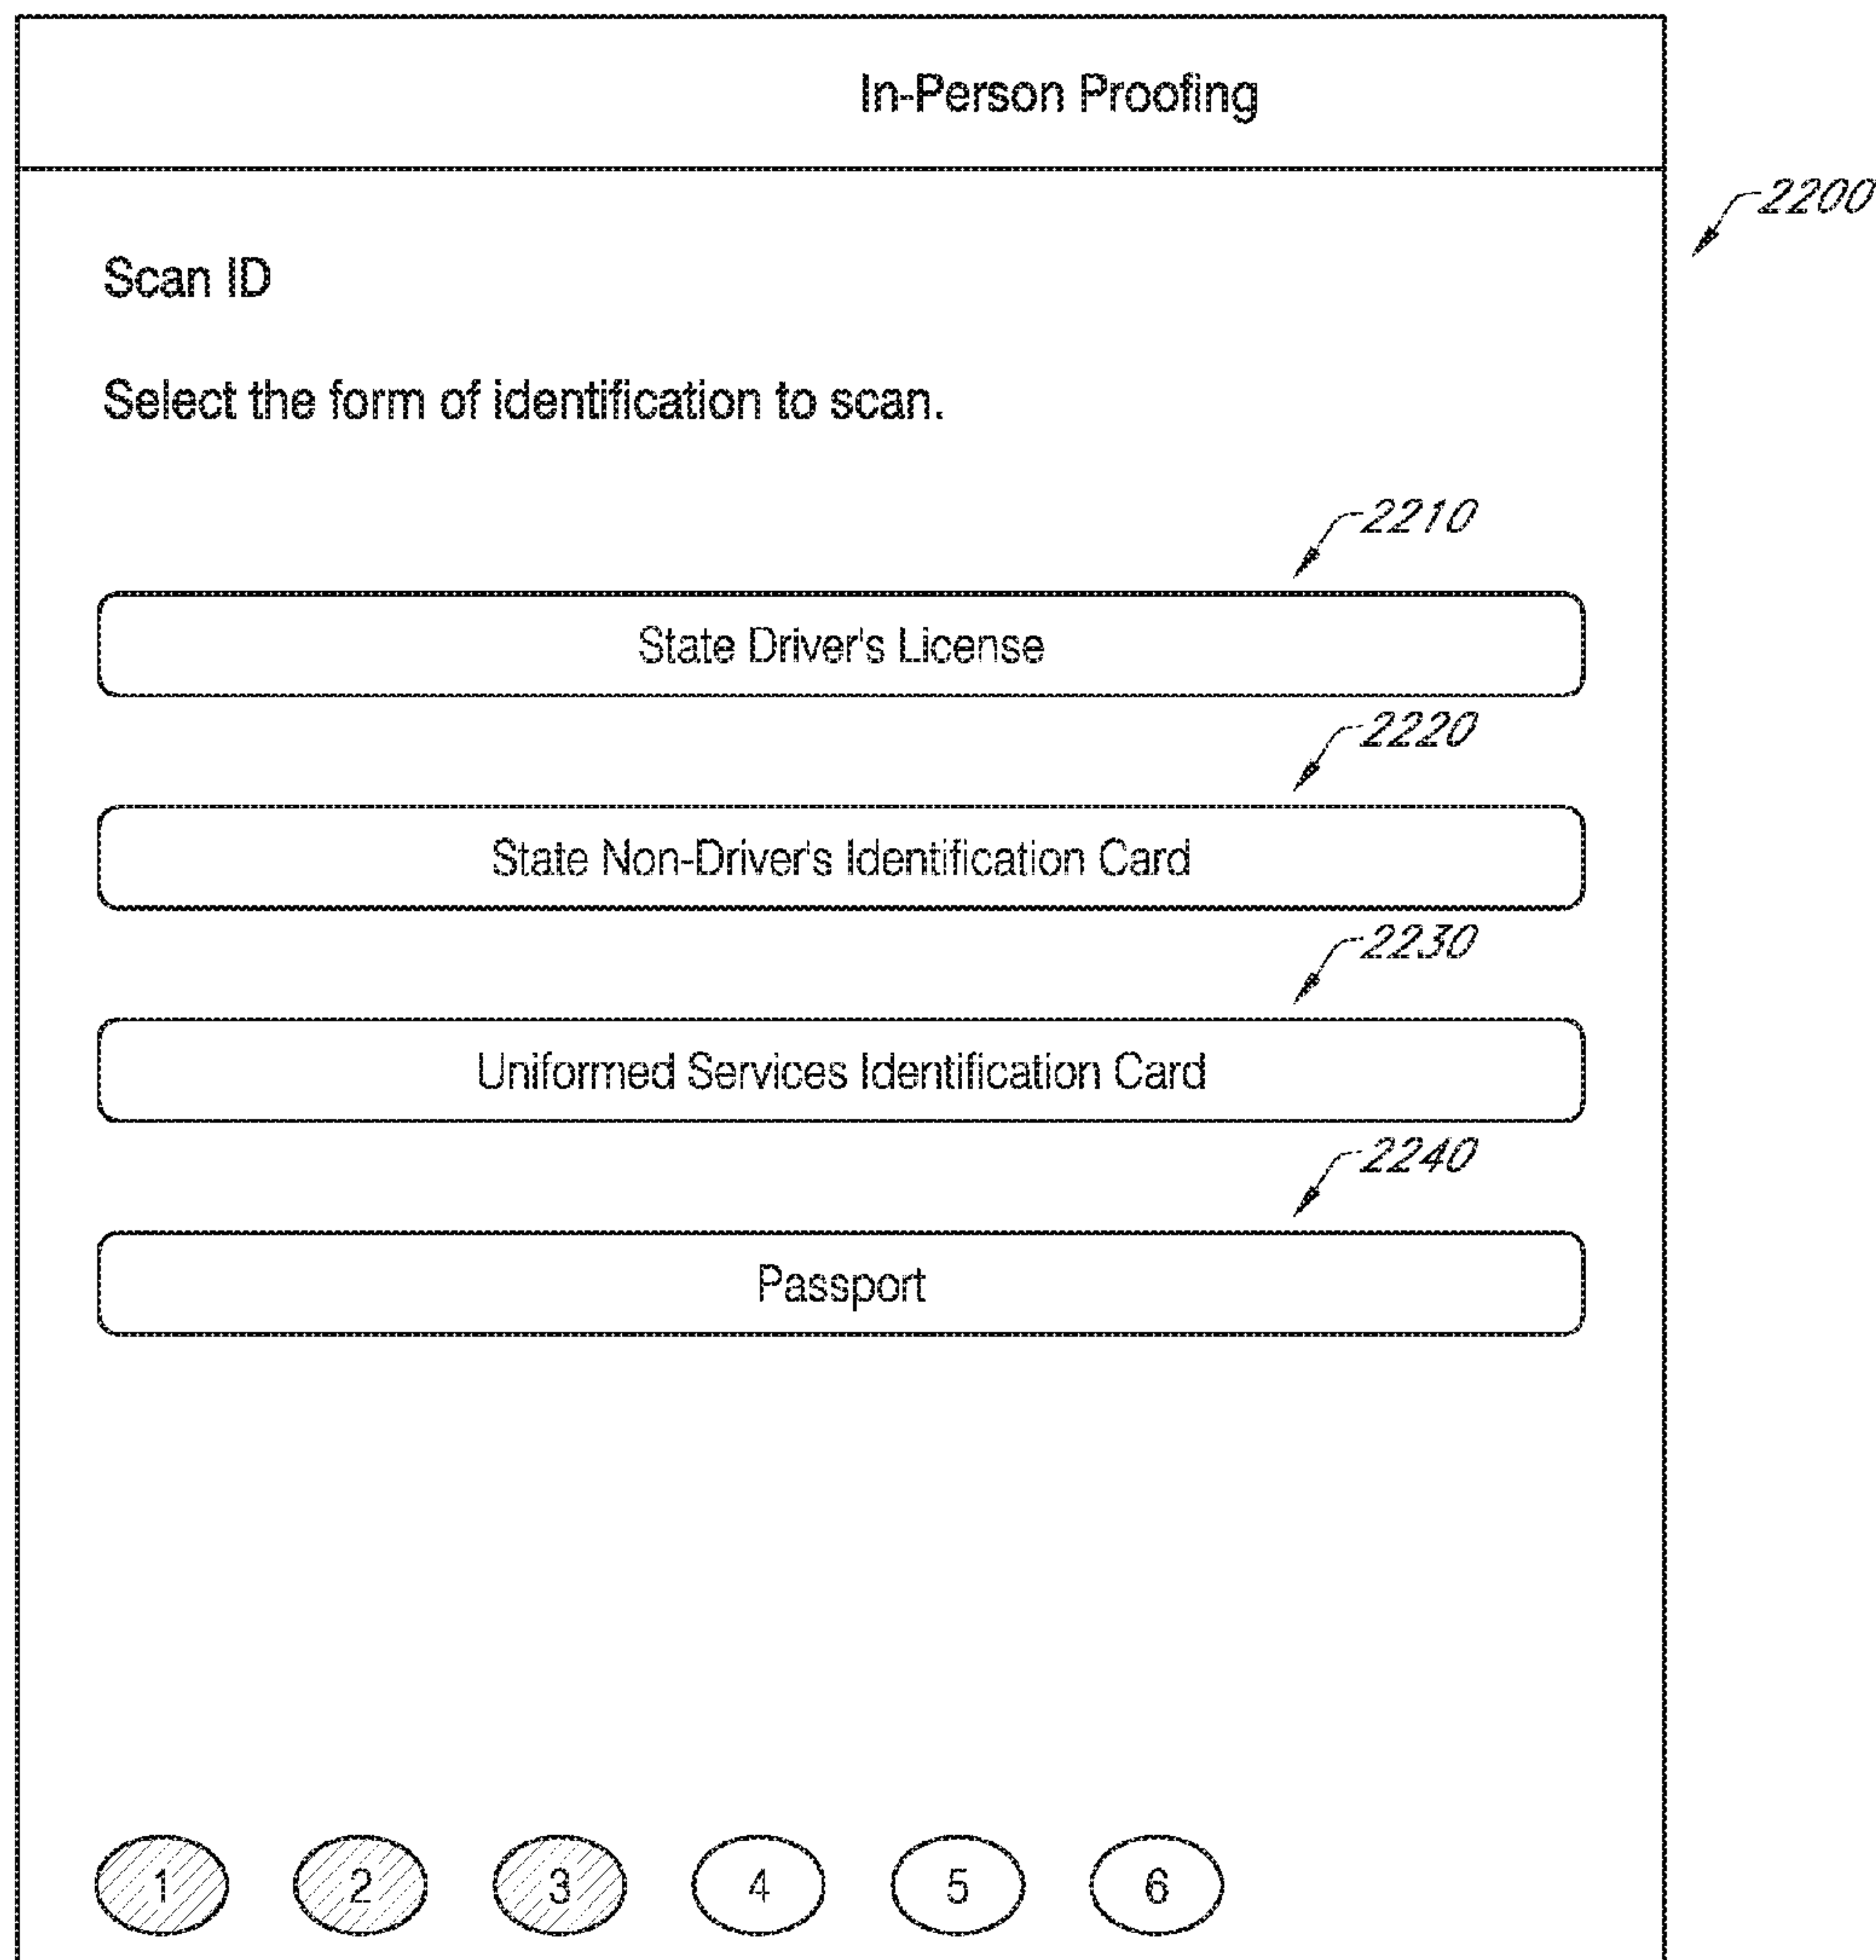 In-Person Proofing
2200
Scan ID
Select the form of identification to scan.
2210
State Driver's License
2220
State Non-Driver's Identification Card
2230
Uniformed Services Identification Card
2240
Passport
1 2 3 4 5 6